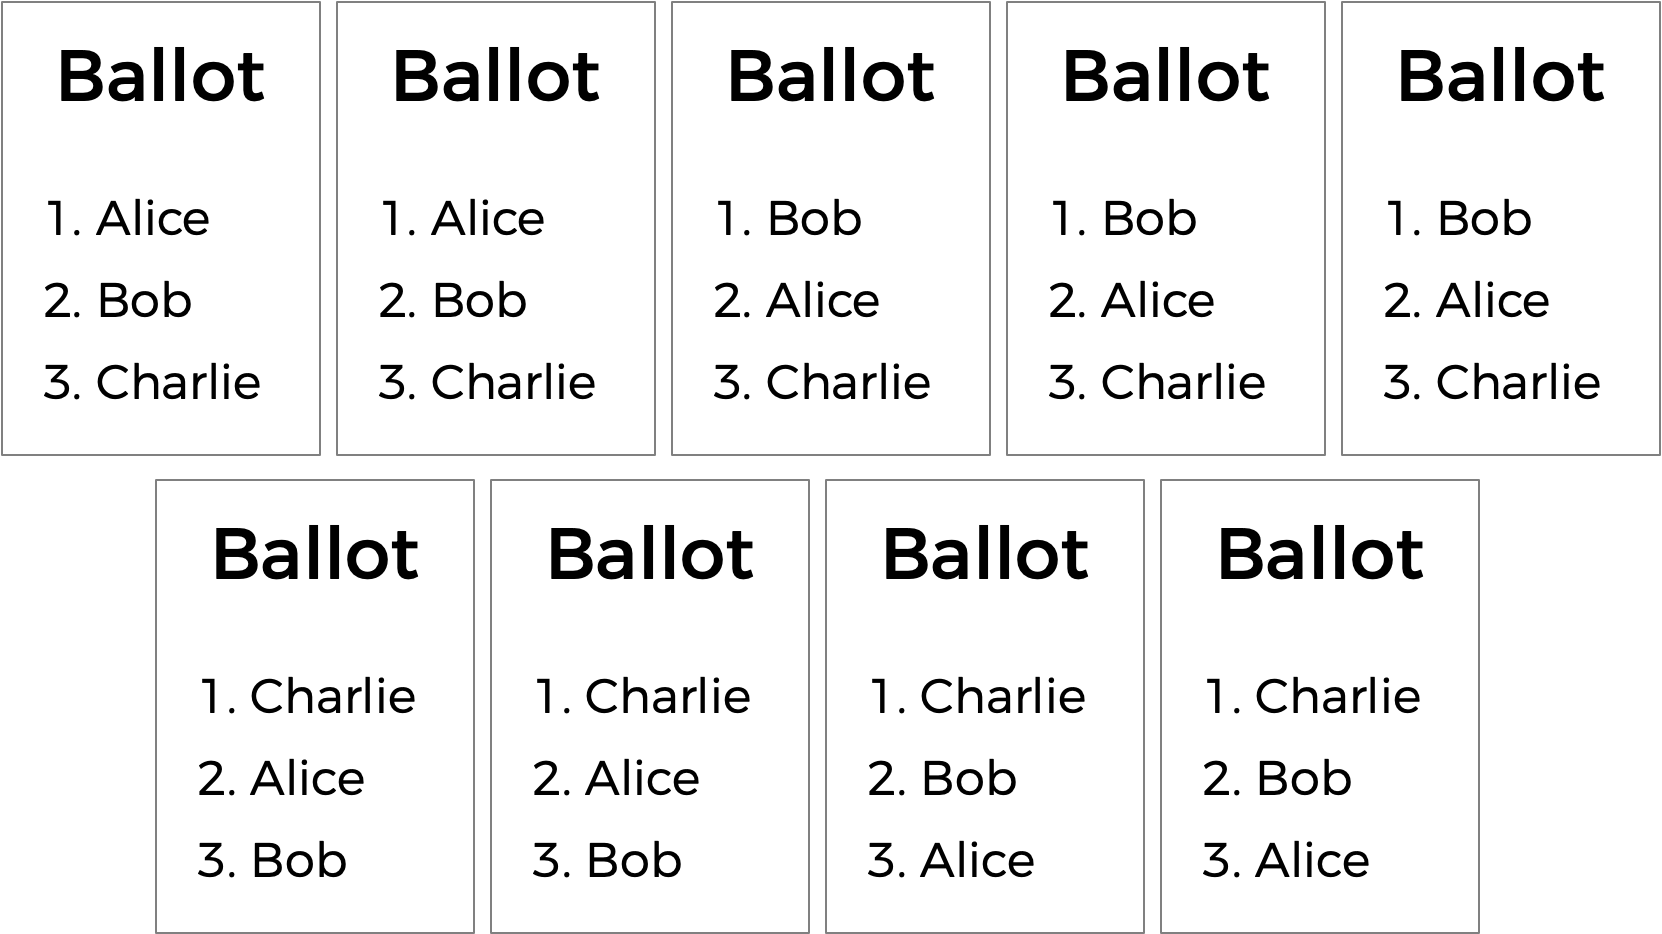 Ballot
1. Alice
2. Bob
3. Charlie
Ballot
1. Alice
2. Bob
3. Charlie
Ballot
1. Bob
2. Alice
3. Charlie
Ballot
1. Bob
2. Alice
3. Charlie
Ballot
1. Bob
2. Alice
3. Charlie
Ballot
1. Charlie
2. Alice
3. Bob
Ballot
1. Charlie
2. Alice
3. Bob
Ballot
1. Charlie
2. Bob
3. Alice
Ballot
1. Charlie
2. Bob
3. Alice